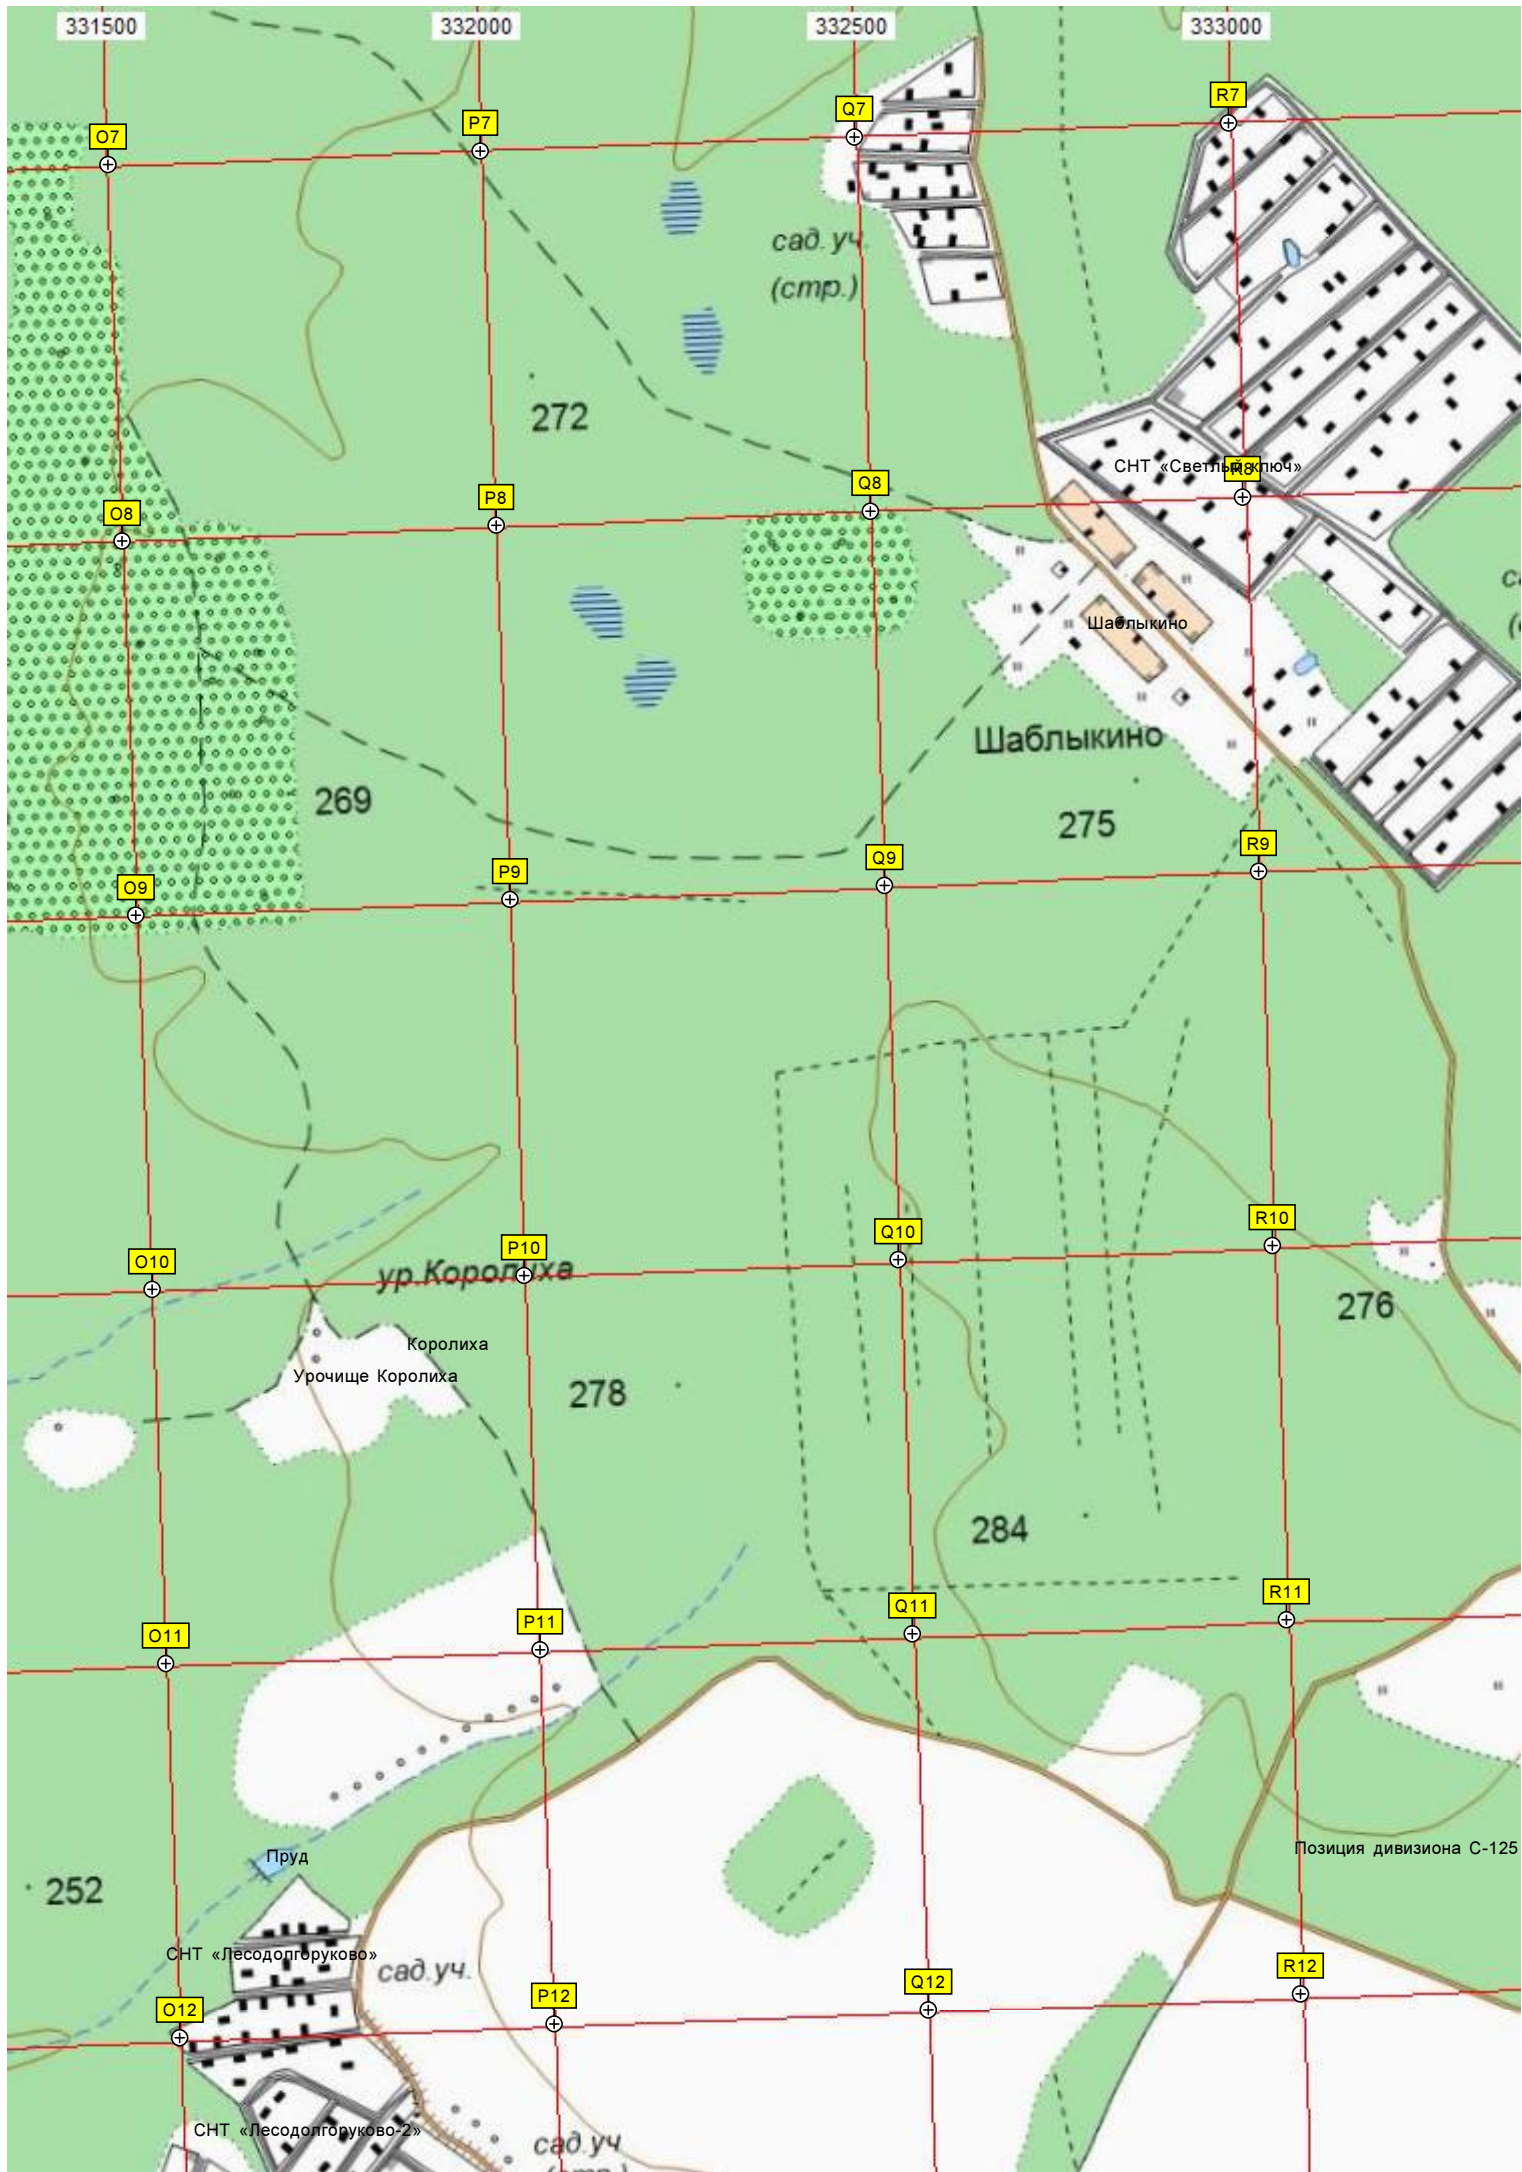 331500 332000 332500 333000
O7 P7 Q7 R7
сад.уч.
(стр.)
272
СНТ «Светлый ключ»
O8 P8 Q8 R8
Шаблыкино
Шаблыкино
269
275
O9 P9 Q9 R9
O10 P10 Q10 R10
ур.Королиха
276
Королиха
Урочище Королиха
278
284
O11 P11 Q11 R11
Позиция дивизиона С-125
Пруд
252
СНТ «Лесодолгоруково»
сад.уч.
O12 P12 Q12 R12
СНТ «Лесодолгоруково-2»
сад.уч